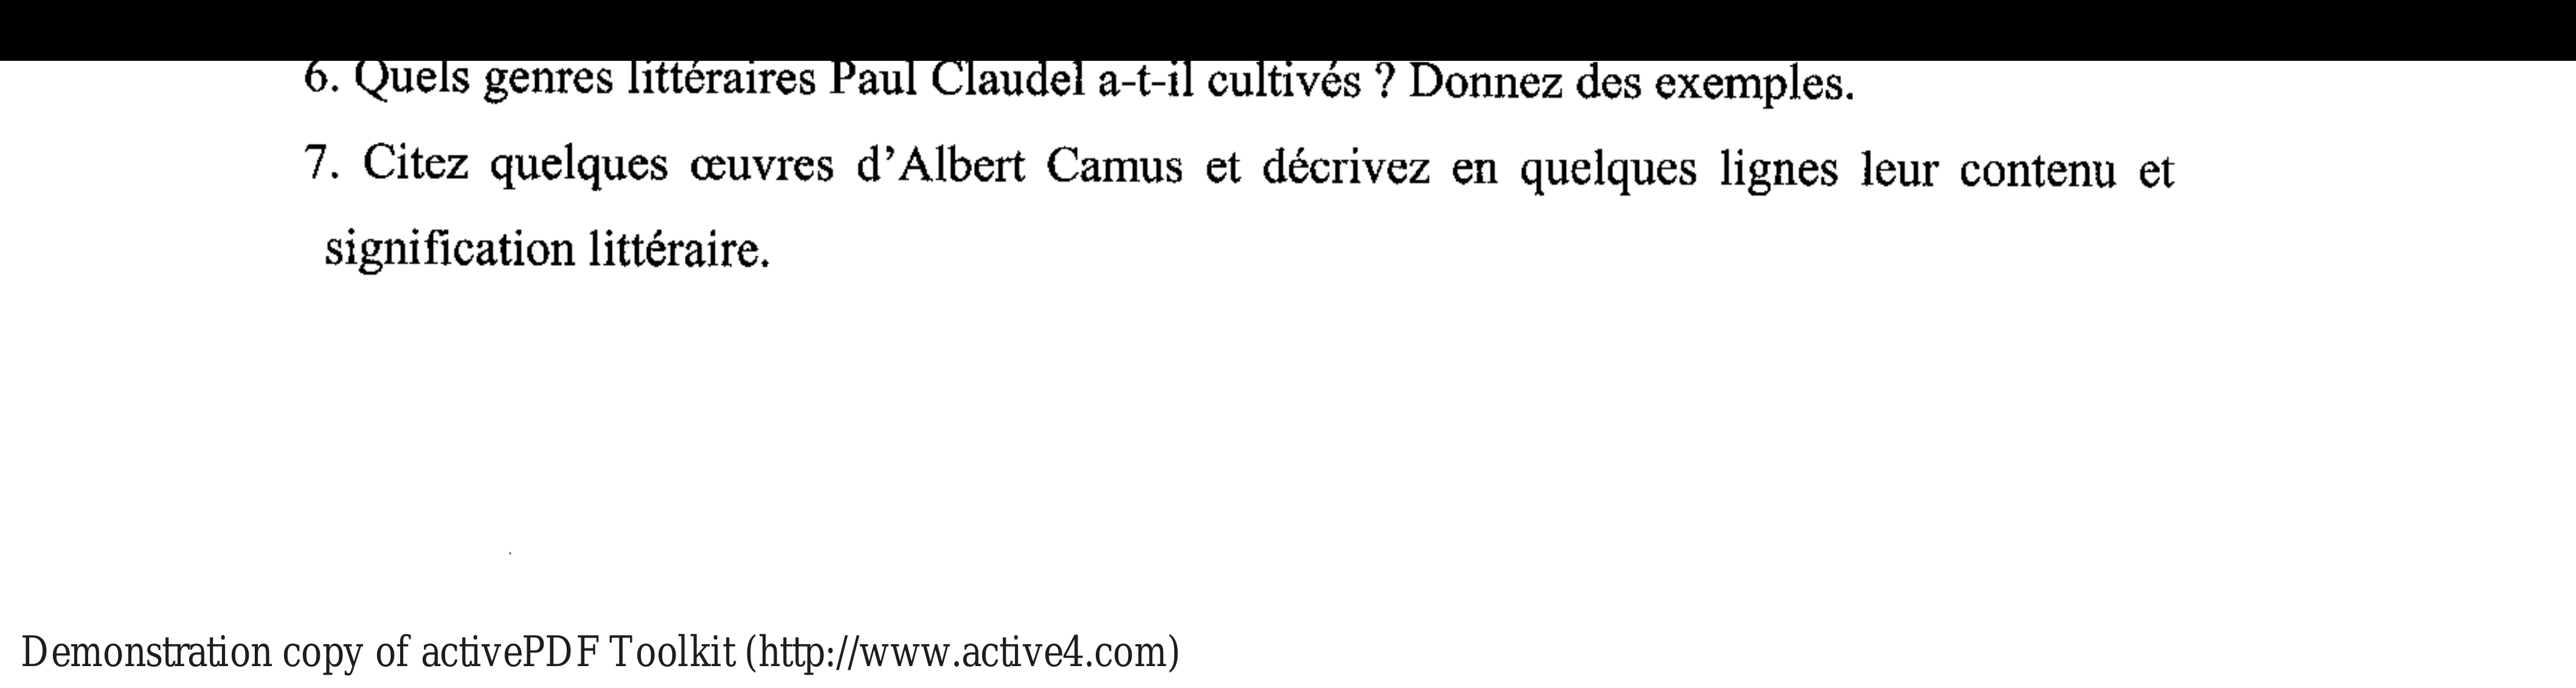 6. Quels genres littéraires Paul Claudel a-t-il cultivés ? Donnez des exemples.
7. Citez quelques œuvres d’Albert Camus et décrivez en quelques lignes leur contenu et
signification littéraire.
Demonstration copy of activePDF Toolkit (http://www.active4.com)